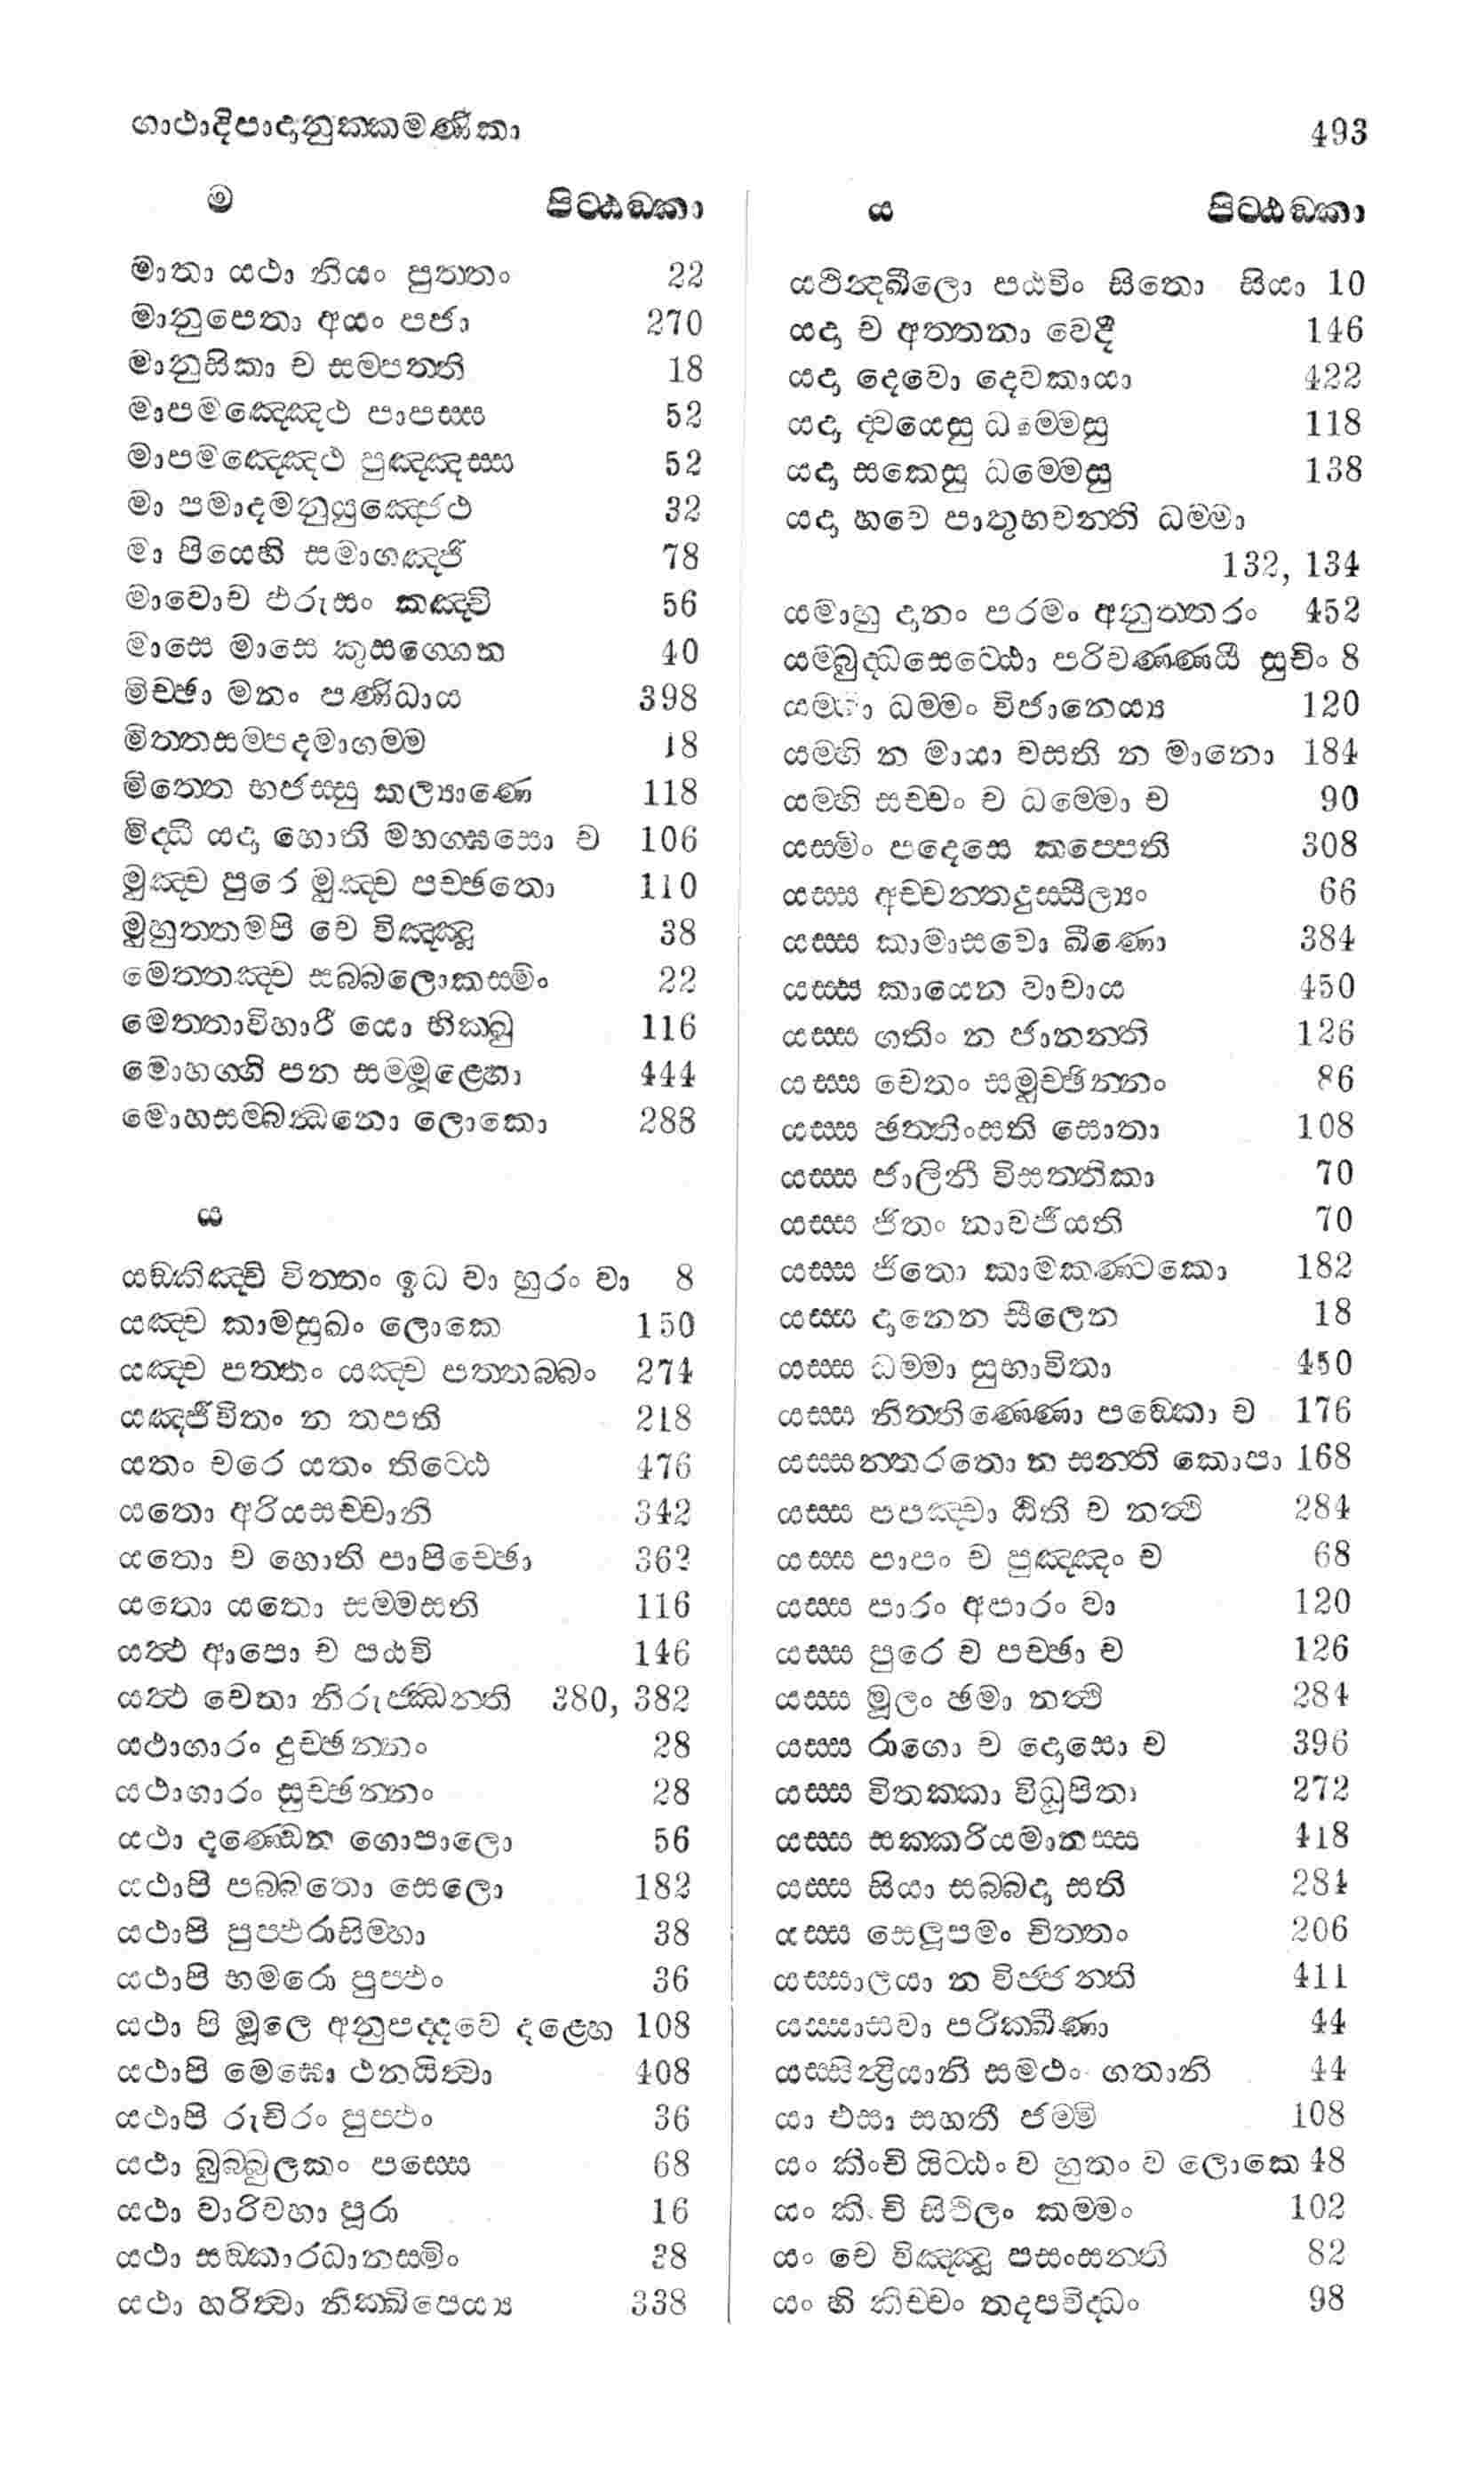 ගාථාදිපාදානුක්කමණිකා 493
ම පිට්ඨඞ්කා
මාතා යථා නියං පුත්තං 22
මානුපෙතා අයං පජා 270
මානුසිකා ච සම්පත්ති 18
මාපමඤ්ඤෙථ පාපස්ස 52
මාපමඤ්ඤෙථ පුඤ්ඤස්ස 52
මා පමාදමනුයුඤ්ජෙථ 32
මා පියෙහි සමාගඤ්ජි 78
මාවොච ඵරුසං කඤ්චි 56
මාසෙ මාසෙ කුසග්ගෙන 40
මිච්ඡා මනං පණිධාය 398
මිත්තසම්පදමාගම්ම 18
මිත්තෙ භජස්සු කල්‍යාණෙ 118
මිද්ධී යදා හොති මහග්ඝසො ච 106
මුඤ්ච පුරෙ මුඤ්ච පච්ඡතො 110
මුහුත්තමපි චෙ විඤ්ඤූ 38
මෙත්තඤ්ච සබ්බලොකස්මිං 22
මෙත්තාවිහාරී යො භික්ඛු 116
මොහග්ගි පන සම්මූළ්හෙ 444
මොහසම්බන්ධනො ලොකො 288
ය
යඞ්කිඤ්චි විත්තං ඉධ වා හුරං වා 8
යඤ්ච කාමසුඛං ලොකෙ 150
යඤ්ච පත්තං යඤ්ච පත්තබ්බං 274
යඤ්ජීවිතං න තපති 218
යතං චරෙ යතං තිට්ඨෙ 476
යතො අරියසච්චානි 342
යතො ච හොති පාපිච්ඡො 362
යතො යතො සම්මසති 116
යත්ථ ආපො ච පඨවි 146
යත්ථ චෙතා නිරුජ්ඣන්ති 380, 382
යථාගාරං දුච්ඡන්නං 28
යථාගාරං සුච්ඡන්නං 28
යථා දණ්ඩෙන ගොපාලො 56
යථාපි පබ්බතො සෙලො 182
යථාපි පුප්ඵරාසිම්හා 38
යථාපි භමරො පුප්ඵං 36
යථා පි මූලෙ අනුපද්දවෙ දළ්හෙ 108
යථාපි මෙඝො ථනයිත්වා 408
යථාපි රුචිරං පුප්ඵං 36
යථා බුබ්බුලකං පස්සෙ 68
යථා වාරිවහා පූරා 16
යථා සඞ්කාරධානස්මිං 38
යථා හරිත්වා නික්ඛිපෙය්‍ය 338
ය පිට්ඨඞ්කා
යථින්දඛීලො පඨවිං සිතො සියා 10
යදා ච අත්තනා වෙදී 146
යදා දෙවො දෙවකායා 422
යදා ද්වයෙසු ධම්මෙසු 118
යදා සකෙසු ධම්මෙසු 138
යදා හවෙ පාතුභවන්ති ධම්මා
132, 134
යමාහු දානං පරමං අනුත්තරං 452
යම්බුද්ධසෙට්ඨො පරිවණ්ණයී සුචිං 8
යම්හා ධම්මං විජානෙය්‍ය 120
යම්හි න මායා වසති න මානො 184
යම්හි සච්චං ච ධම්මො ච 90
යස්මිං පදෙසෙ කප්පෙති 308
යස්ස අච්චන්තදුස්සීල්‍යං 66
යස්ස කාමාසවො ඛීණො 384
යස්ස කායෙන වාචාය 450
යස්ස ගතිං න ජානන්ති 126
යස්ස චෙතං සමුච්ඡින්නං 86
යස්ස ඡත්තිංසති සොතා 108
යස්ස ජාලිනී විසත්තිකා 70
යස්ස ජිතං නාවජීයති 70
යස්ස ජිතො කාමකණ්ටකො 182
යස්ස දානෙන සීලෙන 18
යස්ස ධම්මා සුභාවිතා 450
යස්ස නිත්තිණ්ණො පඞ්කො ච 176
යස්සන්තරතො න සන්ති කොපා 168
යස්ස පපඤ්චා ඨිති ච නත්ථි 284
යස්ස පාපං ච පුඤ්ඤං ච 68
යස්ස පාරං අපාරං වා 120
යස්ස පුරෙ ච පච්ඡා ච 126
යස්ස මූලං ඡමා නත්ථි 284
යස්ස රාගො ච දොසො ච 396
යස්ස විතක්කා විධූපිතා 272
යස්ස සක්කරියමානස්ස 418
යස්ස සියා සබ්බදා සති 284
යස්ස සෙලූපමං චිත්තං 206
යස්සාලයා න විජ්ජන්ති 411
යස්සාසවා පරික්ඛීණා 44
යස්සින්ද්‍රියානි සමථං ගතානි 44
යා එසා සහතී ජම්මී 108
යං කිංචි යිට්ඨං ච හුතං ච ලොකෙ 48
යං කිංචි සිථිලං කම්මං 102
යං චෙ විඤ්ඤූ පසංසන්ති 82
යං හි කිච්චං තදපවිද්ධං 98